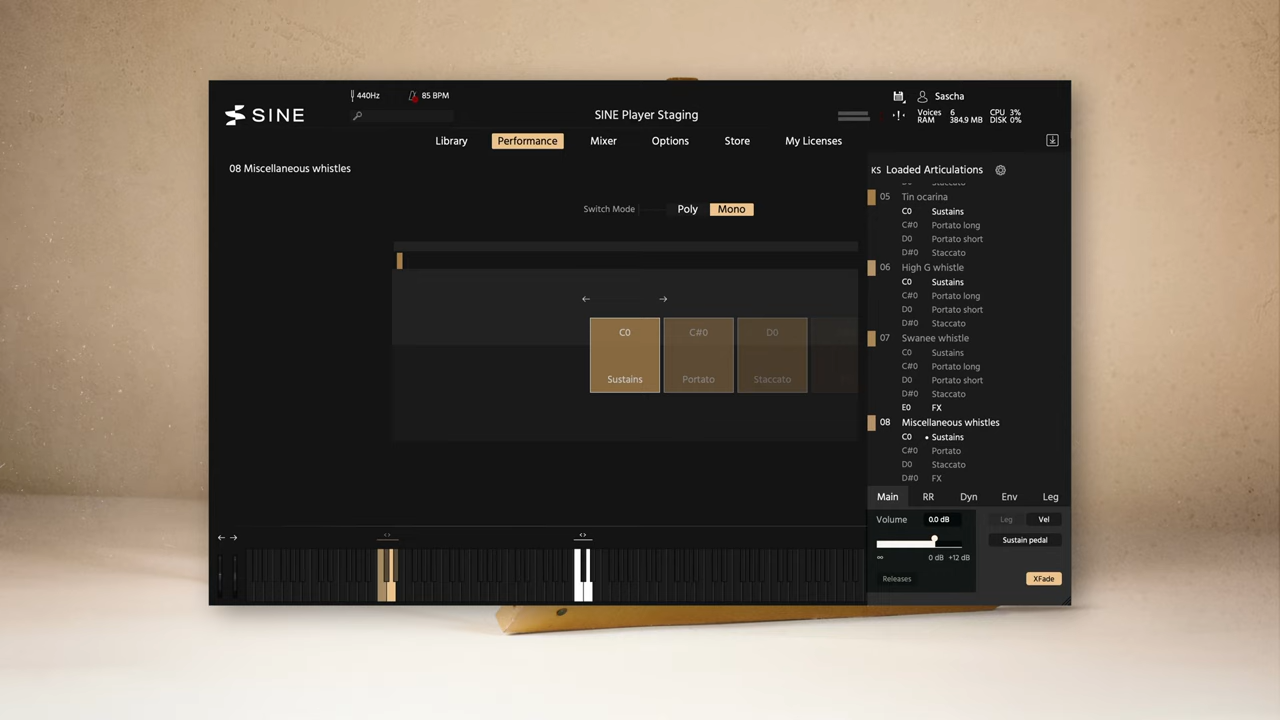 440Hz
85 BPM
SINE
SINE Player Staging
Sascha
Voices 6 CPU 3%
RAM 384.9 MB DISK 0%
Library Performance Mixer Options Store My Licenses
08 Miscellaneous whistles
Switch Mode Poly Mono
C0 C#0 D0
Sustains Portato Staccato
KS Loaded Articulations
D0 Staccato
05 Tin ocarina
C0 Sustains
C#0 Portato long
D0 Portato short
D#0 Staccato
06 High G whistle
C0 Sustains
C#0 Portato long
D0 Portato short
D#0 Staccato
07 Swanee whistle
C0 Sustains
C#0 Portato long
D0 Portato short
D#0 Staccato
E0 FX
08 Miscellaneous whistles
C0 • Sustains
C#0 Portato
D0 Staccato
D#0 FX
Main RR Dyn Env Leg
Volume 0.0 dB Leg Vel
Sustain pedal
∞ 0 dB +12 dB
Releases XFade